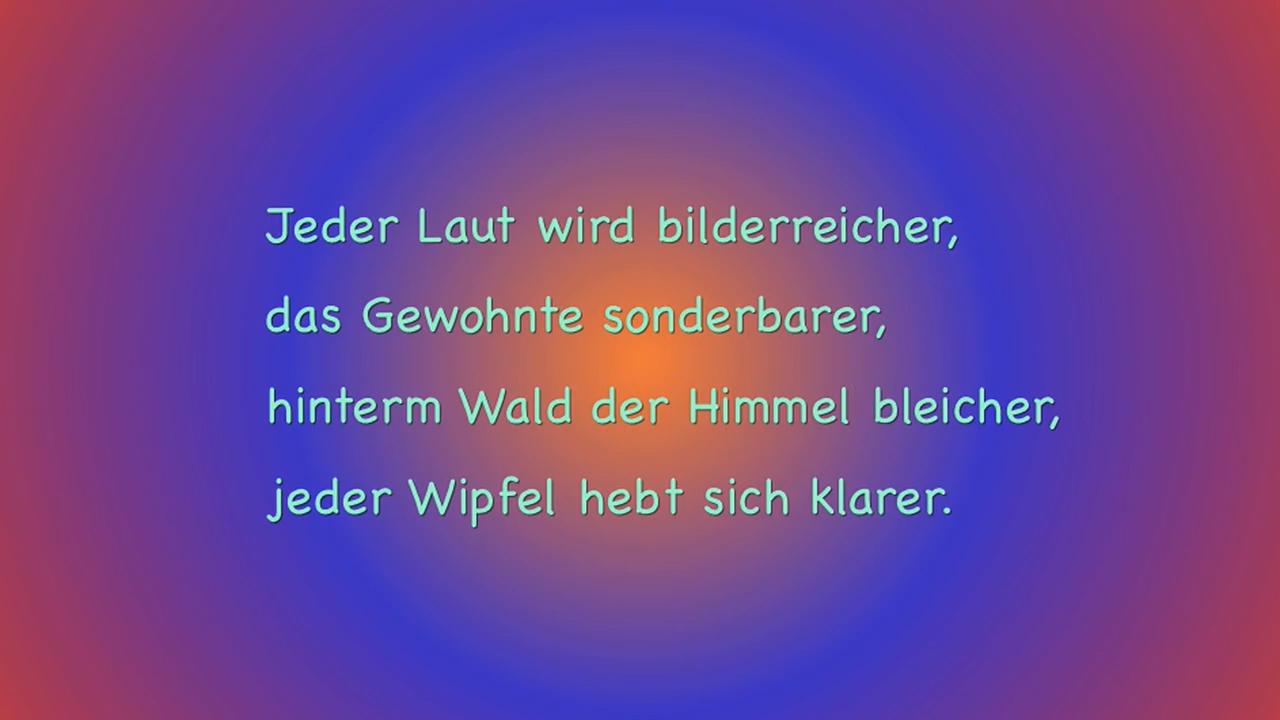 Jeder Laut wird bilderreicher,
das Gewohnte sonderbarer,
hinterm Wald der Himmel bleicher,
jeder Wipfel hebt sich klarer.